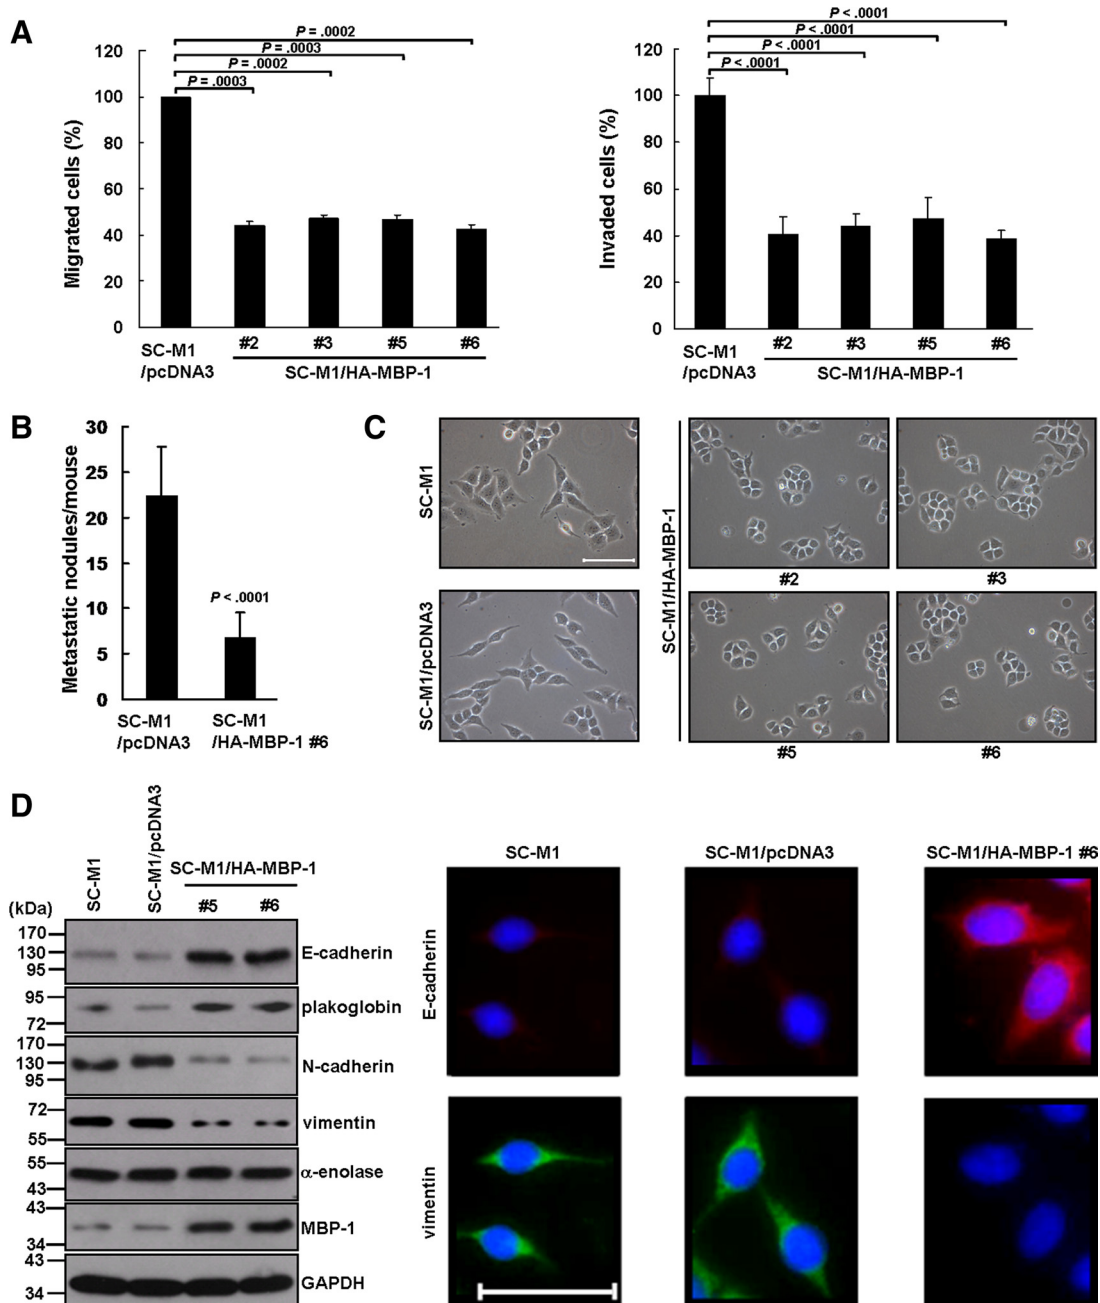 A
P = .0002
P = .0003
P = .0002
P = .0003
Migrated cells (%)
120
100
80
60
40
20
0
SC-M1
/pcDNA3
#2 #3 #5 #6
SC-M1/HA-MBP-1
P < .0001
P < .0001
P < .0001
P < .0001
Invaded cells (%)
120
100
80
60
40
20
0
SC-M1
/pcDNA3
#2 #3 #5 #6
SC-M1/HA-MBP-1
B
Metastatic nodules/mouse
30
25
20
15
10
5
0
P < .0001
SC-M1
/pcDNA3
SC-M1
/HA-MBP-1 #6
C
SC-M1
SC-M1/pcDNA3
SC-M1/HA-MBP-1
#2
#3
#5
#6
D
SC-M1
SC-M1/pcDNA3
SC-M1/HA-MBP-1
#5 #6
(kDa)
170
130
95
E-cadherin
95
72
plakoglobin
170
130
95
N-cadherin
72
55
vimentin
55
43
α-enolase
43
34
MBP-1
43
34
GAPDH
SC-M1
SC-M1/pcDNA3
SC-M1/HA-MBP-1 #6
E-cadherin
vimentin